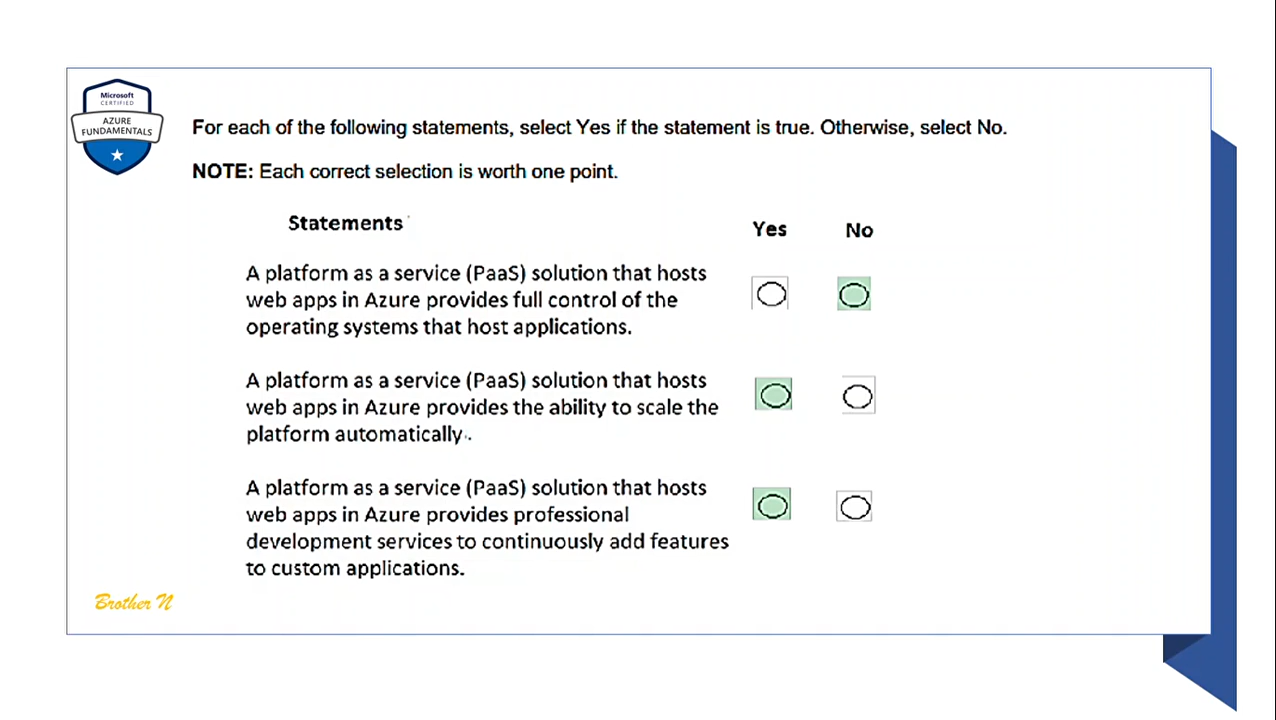 Microsoft
CERTIFIED
AZURE
FUNDAMENTALS
For each of the following statements, select Yes if the statement is true. Otherwise, select No.
NOTE: Each correct selection is worth one point.
Statements Yes No
A platform as a service (PaaS) solution that hosts
web apps in Azure provides full control of the
operating systems that host applications.
A platform as a service (PaaS) solution that hosts
web apps in Azure provides the ability to scale the
platform automatically.
A platform as a service (PaaS) solution that hosts
web apps in Azure provides professional
development services to continuously add features
to custom applications.
Brother N